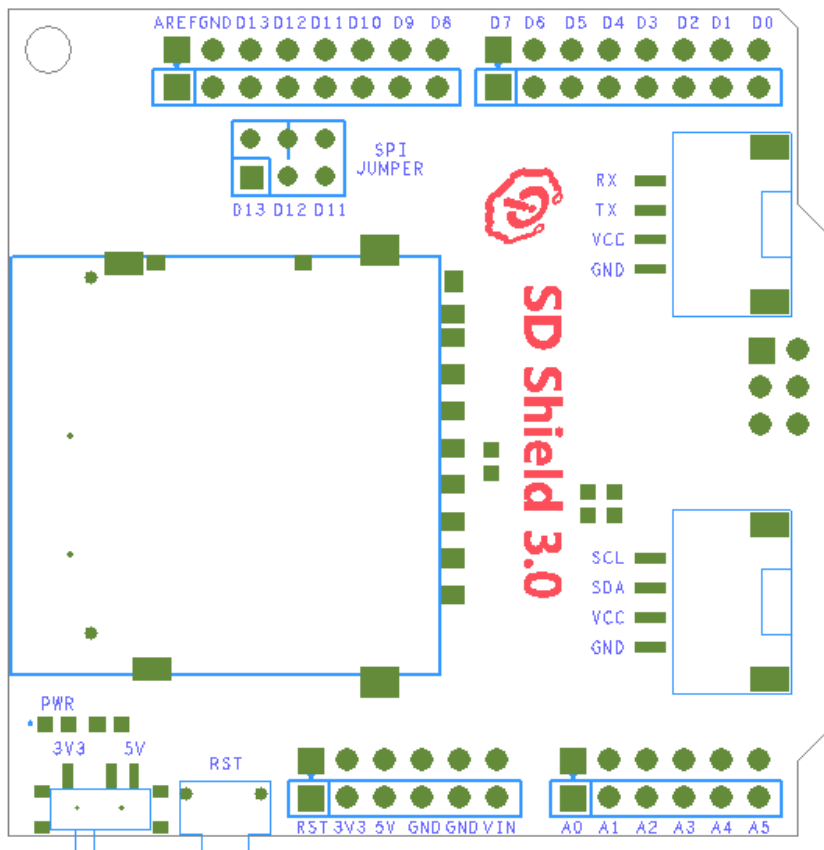 AREF GND D13 D12 D11 D10 D9 D8
D7 D6 D5 D4 D3 D2 D1 D0
SPI
JUMPER
D13 D12 D11
RX
TX
VCC
GND
SD Shield 3.0
SCL
SDA
VCC
GND
PWR
3V3 5V
RST
RST 3V3 5V GND GND VIN
A0 A1 A2 A3 A4 A5